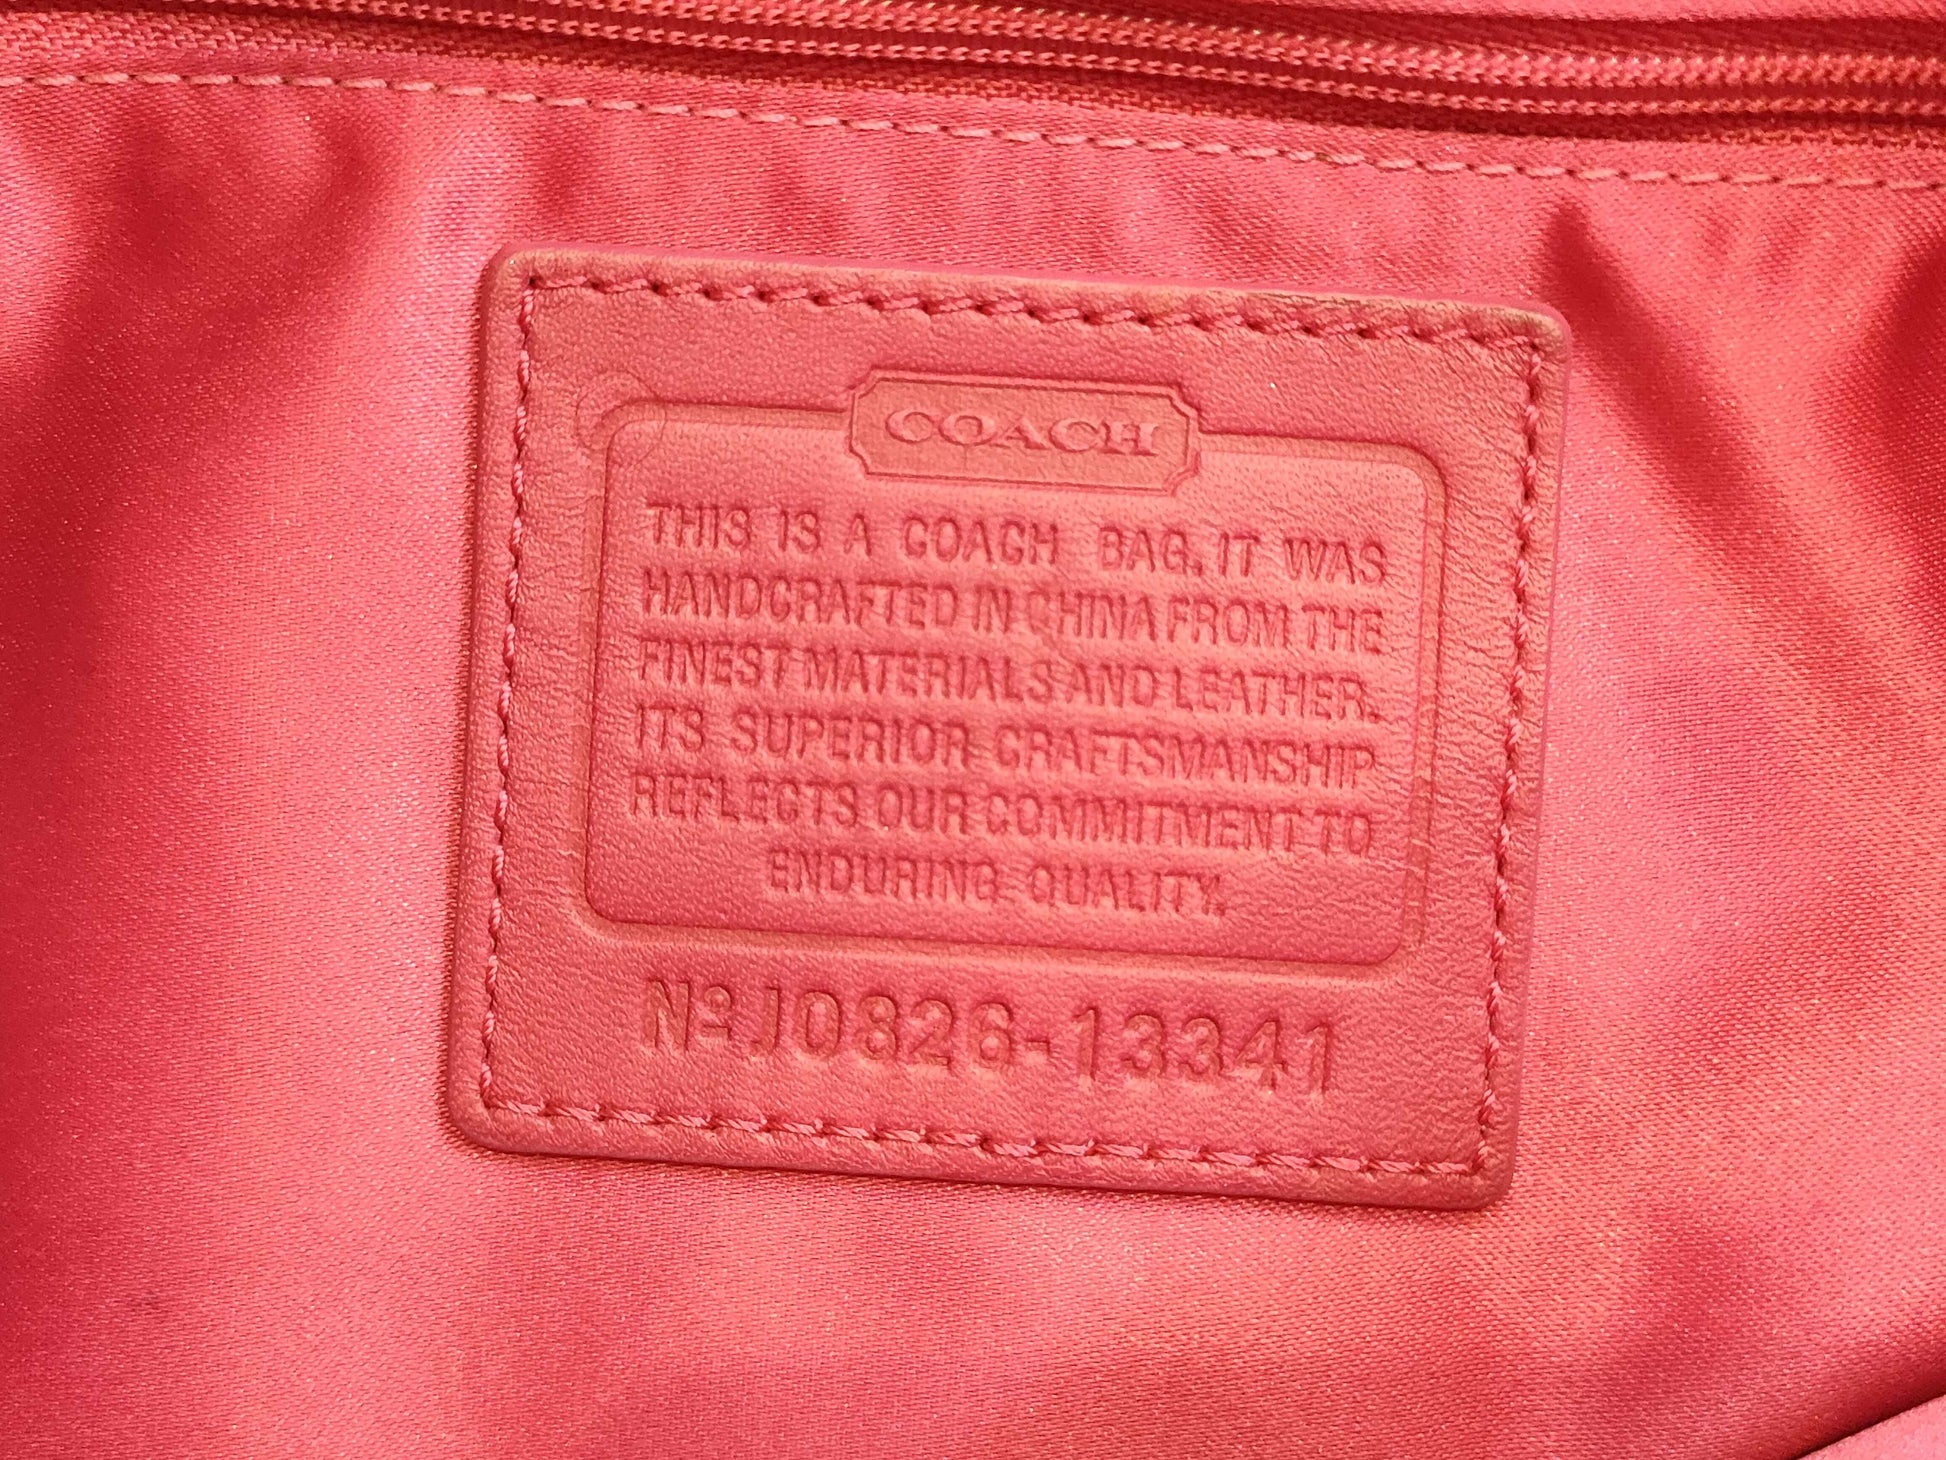 COACH
THIS IS A COACH BAG. IT WAS
HANDCRAFTED IN CHINA FROM THE
FINEST MATERIALS AND LEATHER.
ITS SUPERIOR CRAFTSMANSHIP
REFLECTS OUR COMMITMENT TO
ENDURING QUALITY.
No J0826-13341